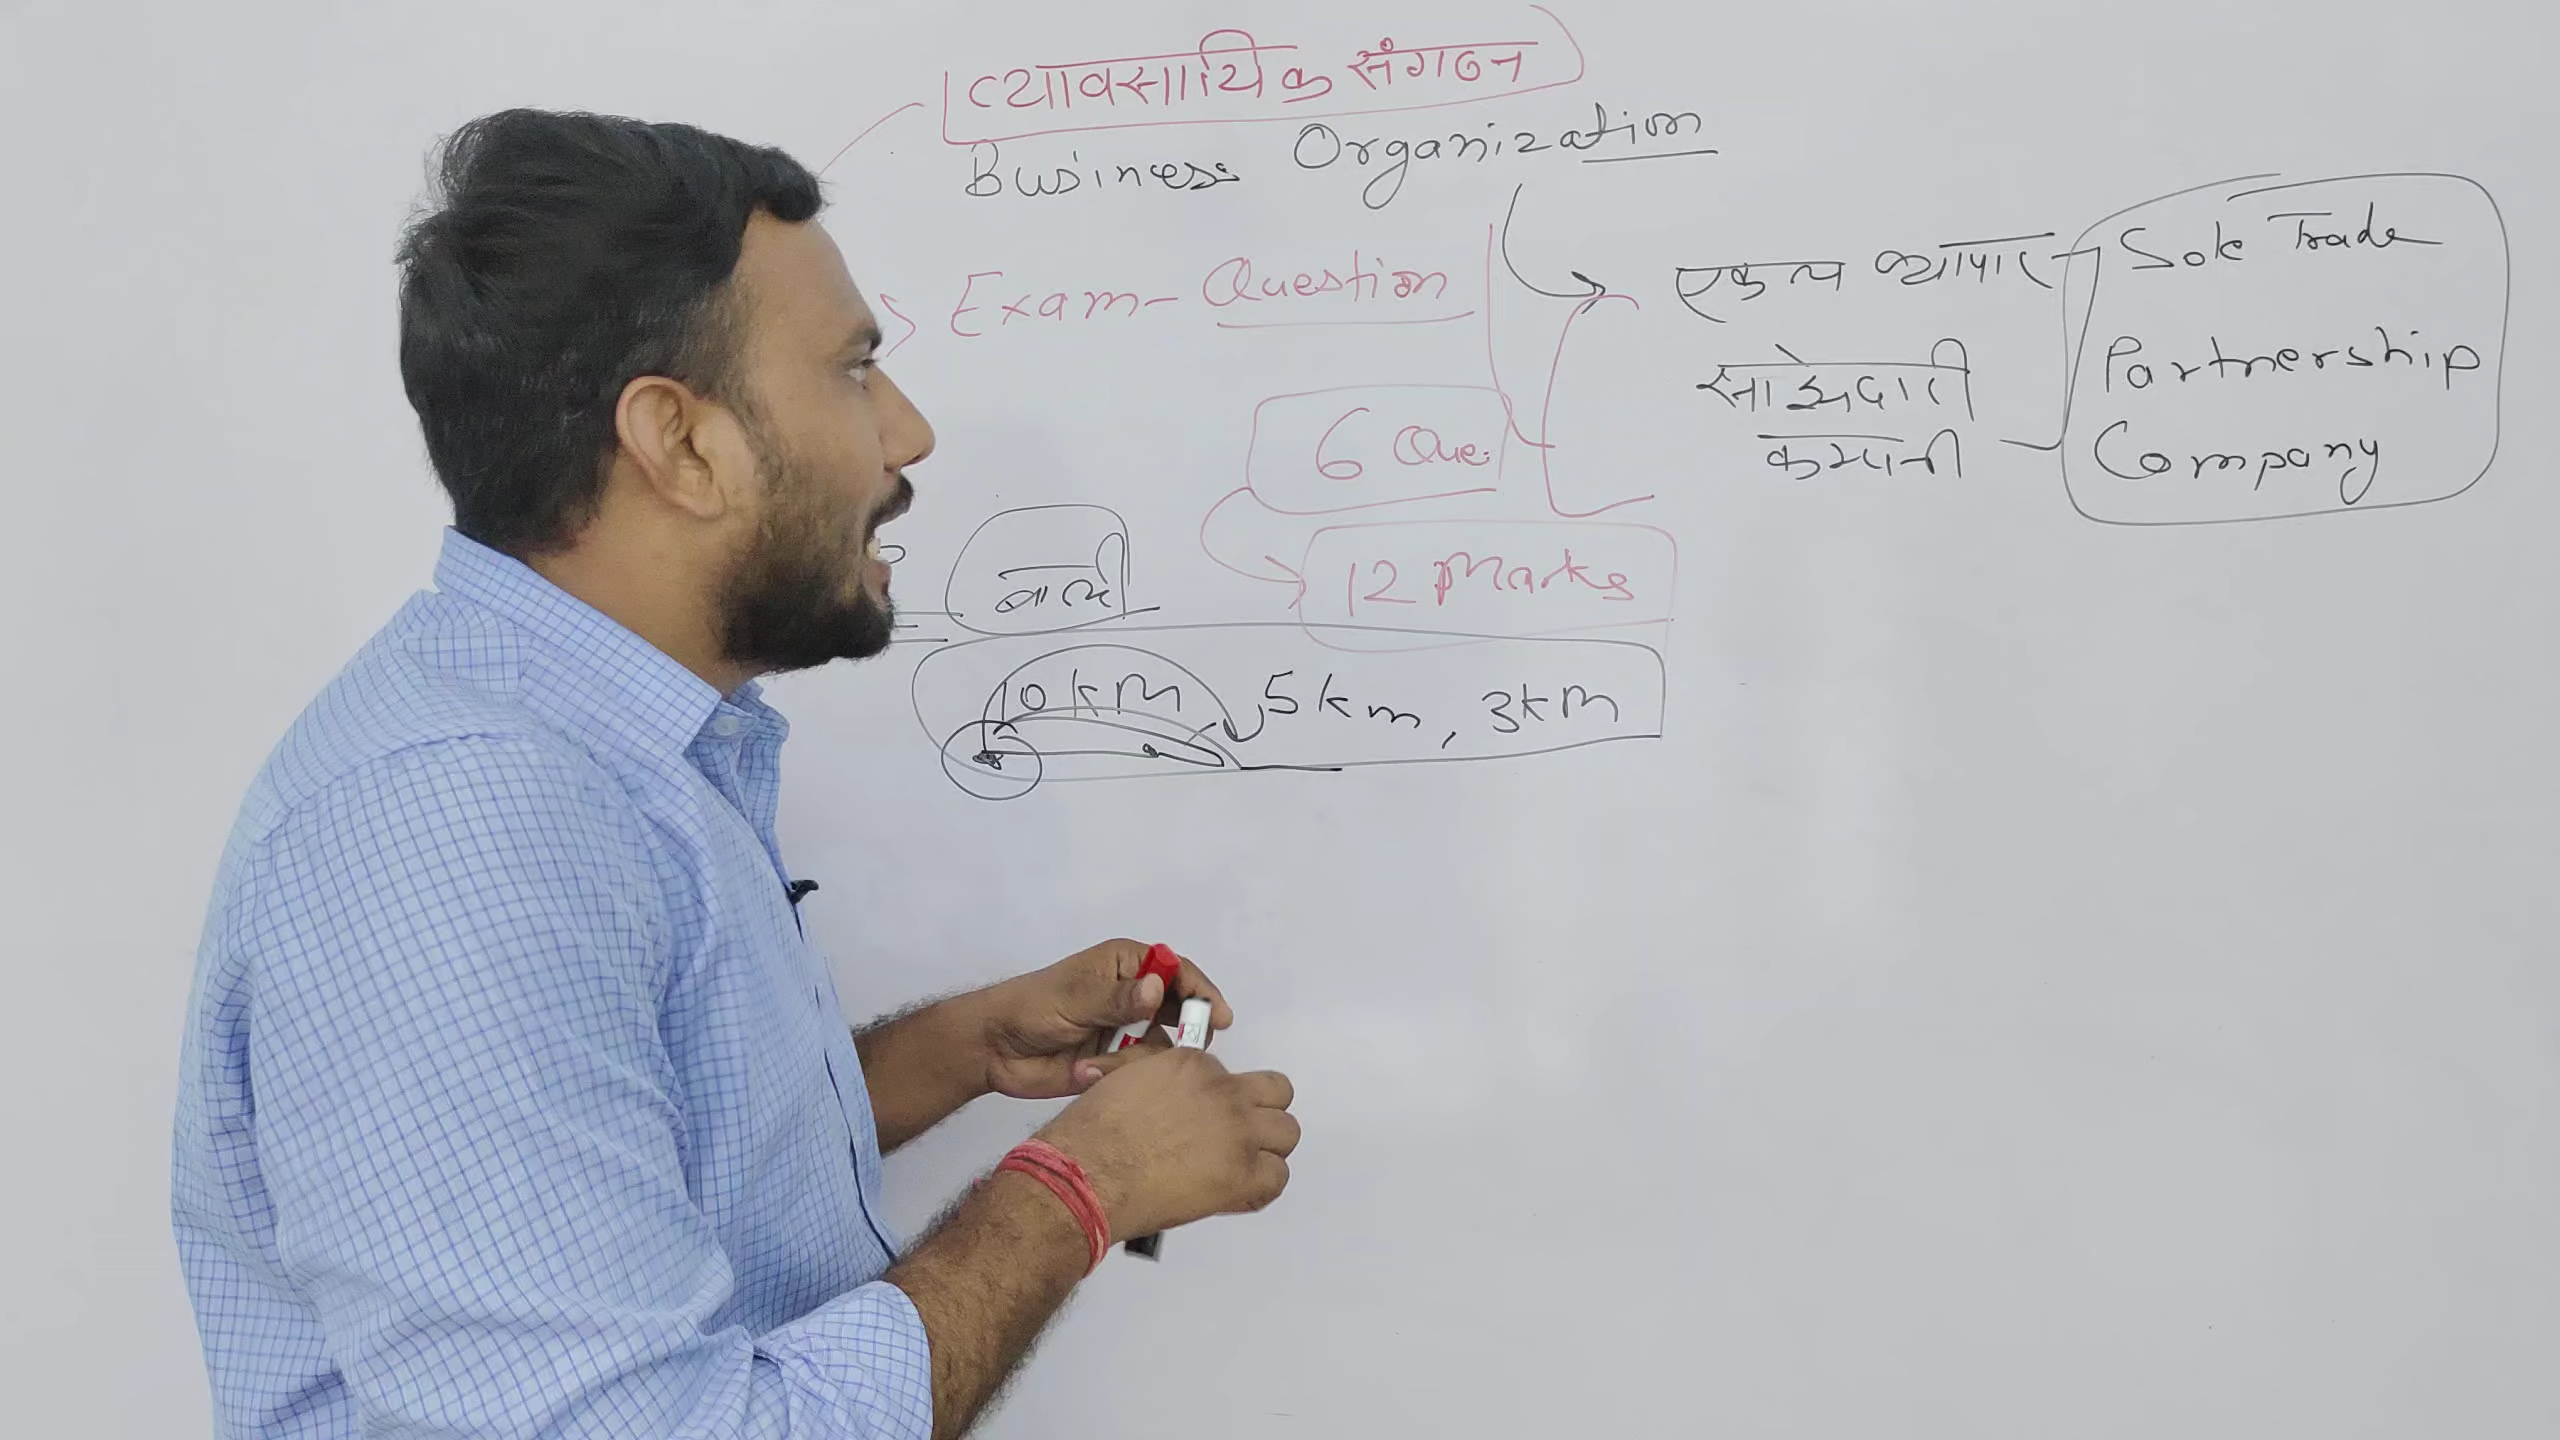 व्यावसायिक संगठन
Business Organization
Exam-Question
एकल व्यापार Sole Trade
साझेदारी Partnership
कम्पनी Company
6 Que.
12 Marks
10 km, 5 km, 3 km